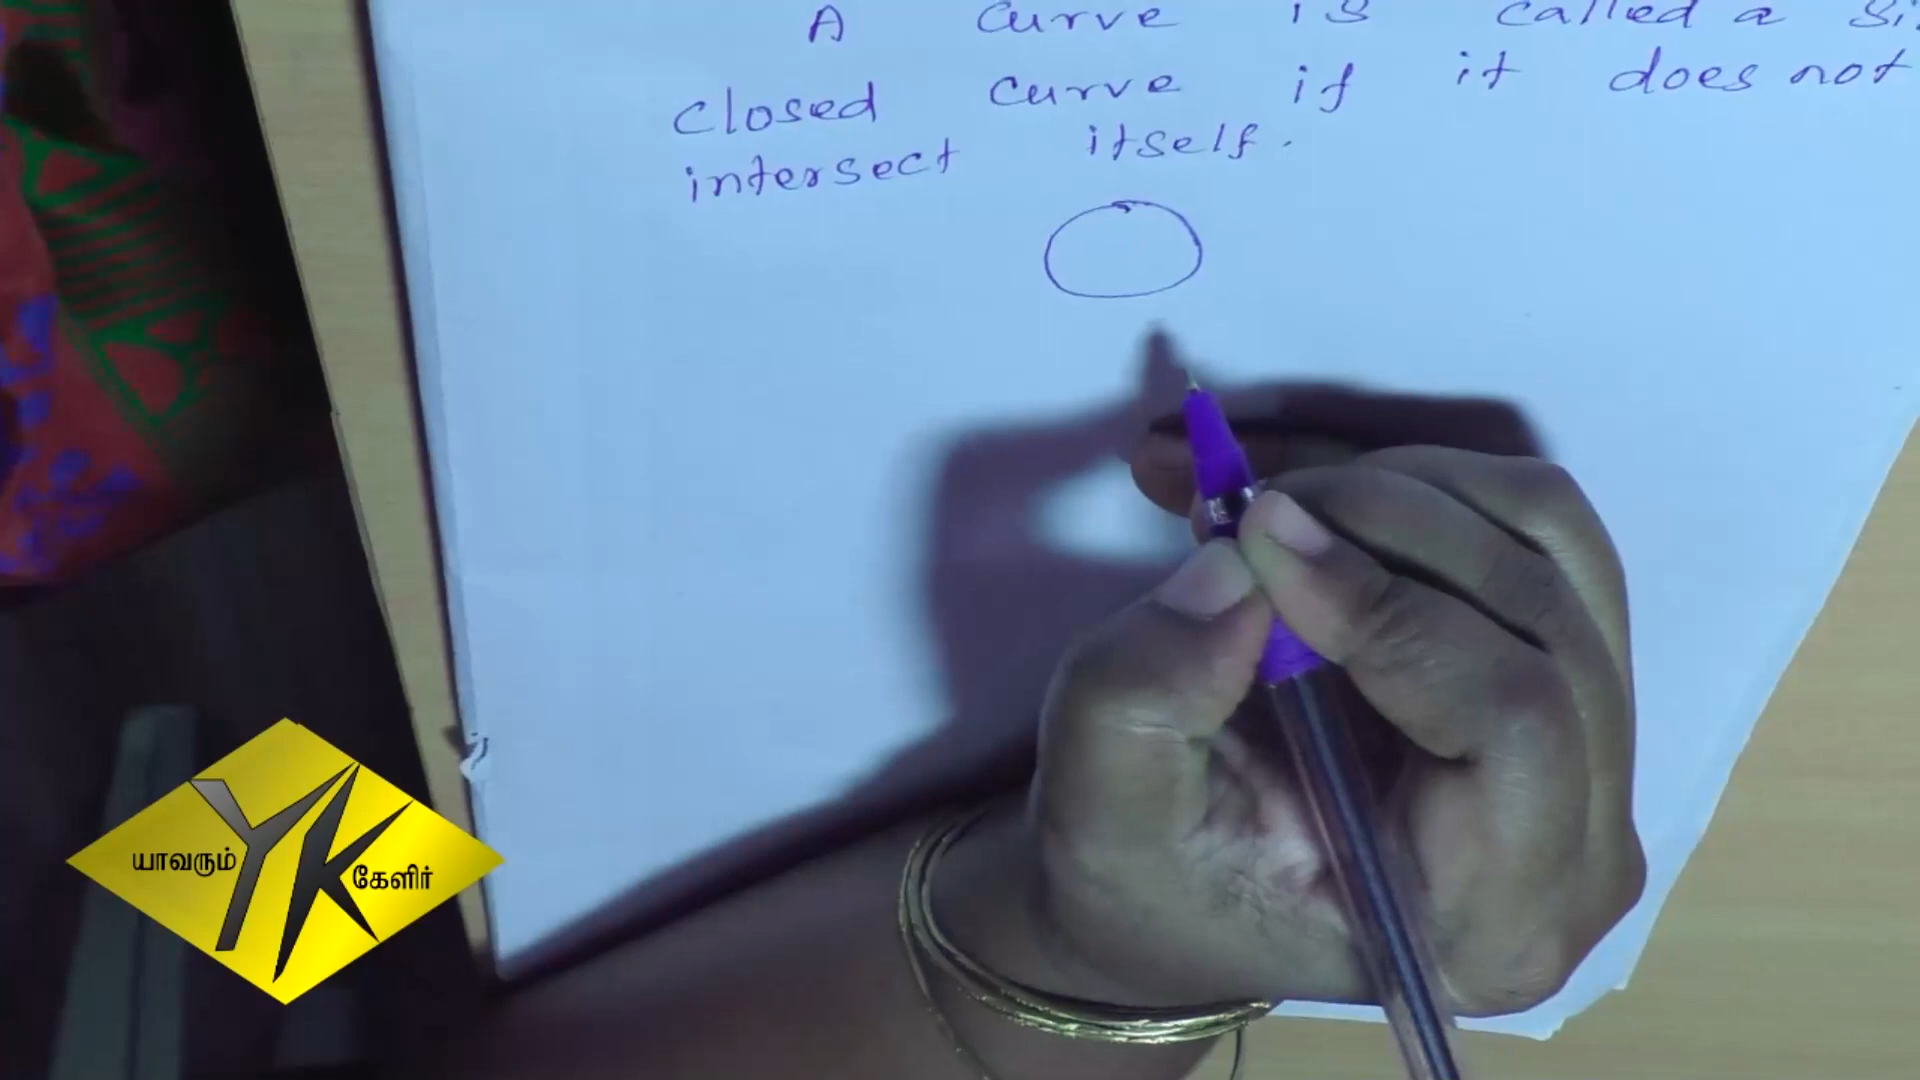 A curve is called a
closed curve if it does not
intersect itself.
யாவரும்
YK
கேளிர்